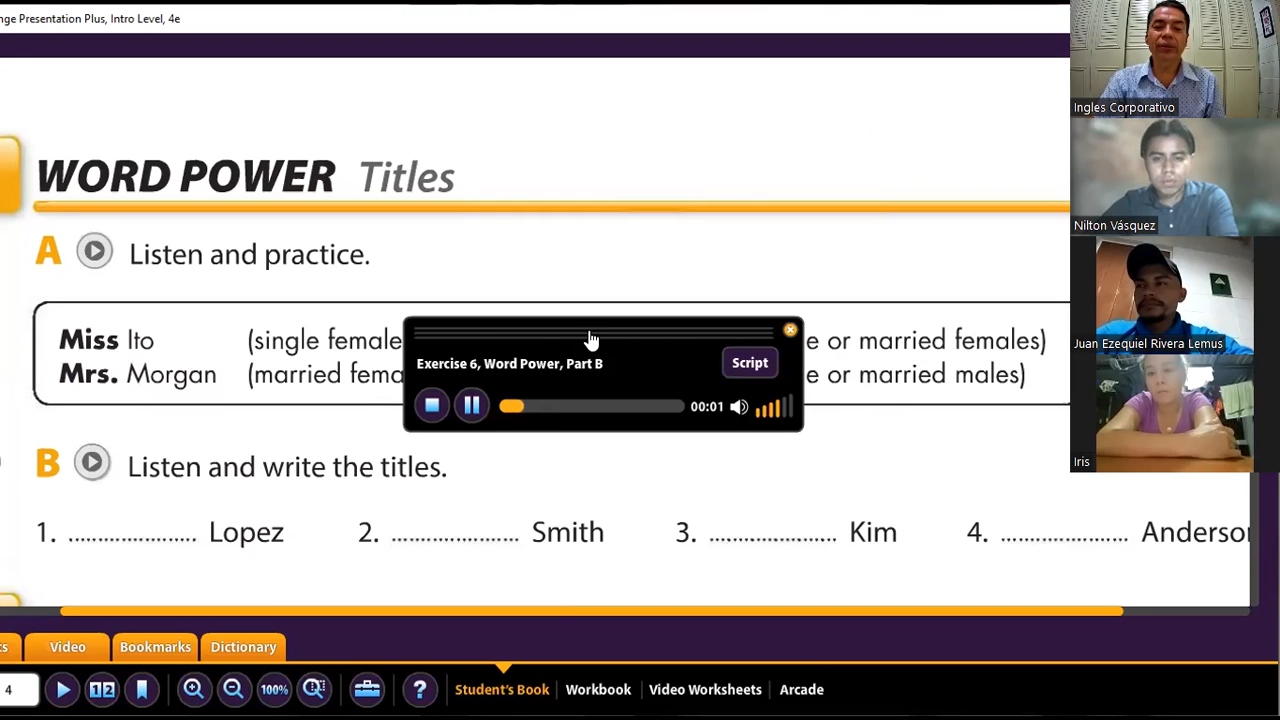 nge Presentation Plus, Intro Level, 4e
WORD POWER Titles
A Listen and practice.
Miss Ito (single female e or married females)
Mrs. Morgan (married fema e or married males)
Exercise 6, Word Power, Part B
Script
00:01
B Listen and write the titles.
1. ..................... Lopez 2. ..................... Smith 3. ..................... Kim 4. ..................... Anderson
Ingles Corporativo
Nilton Vásquez
Juan Ezequiel Rivera Lemus
Iris
ts Video Bookmarks Dictionary
4 12 100% ? Student's Book Workbook Video Worksheets Arcade